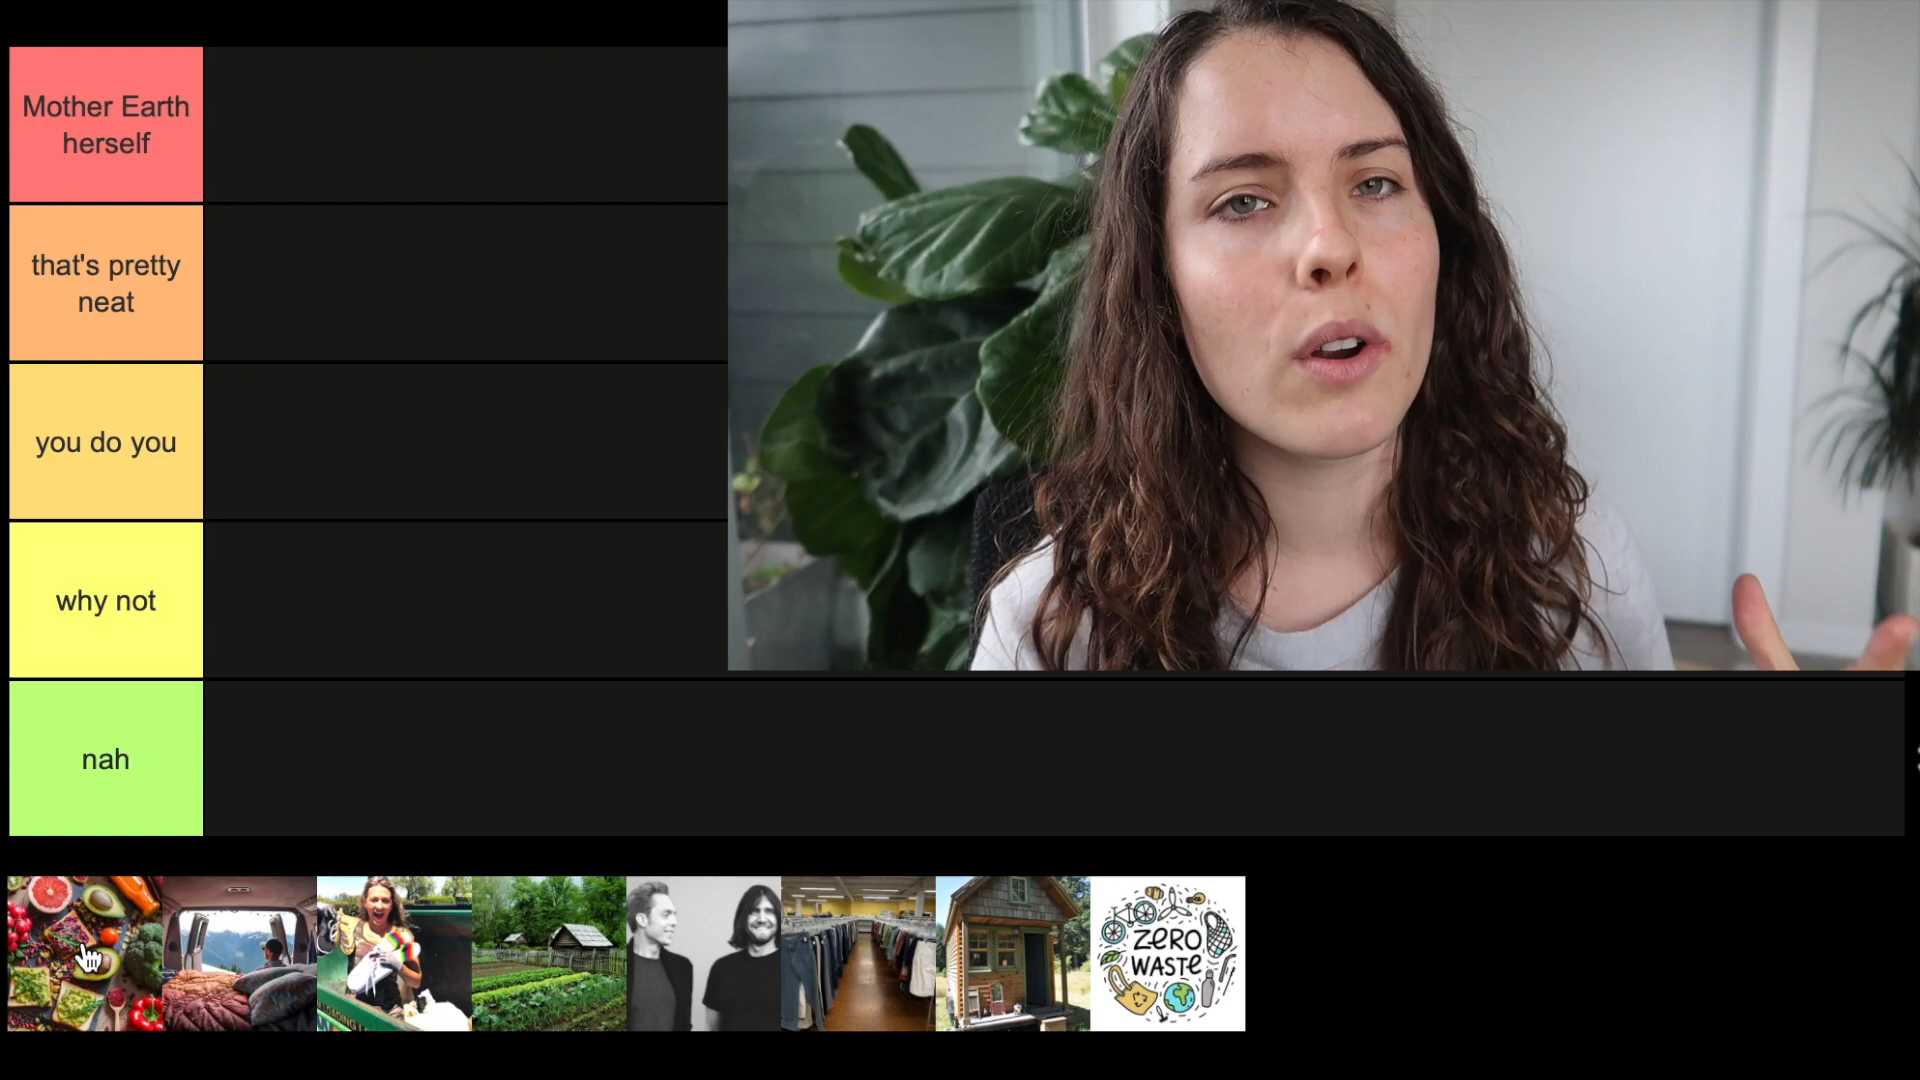 Mother Earth
herself
that's pretty
neat
you do you
why not
nah
ZERO
WASTE